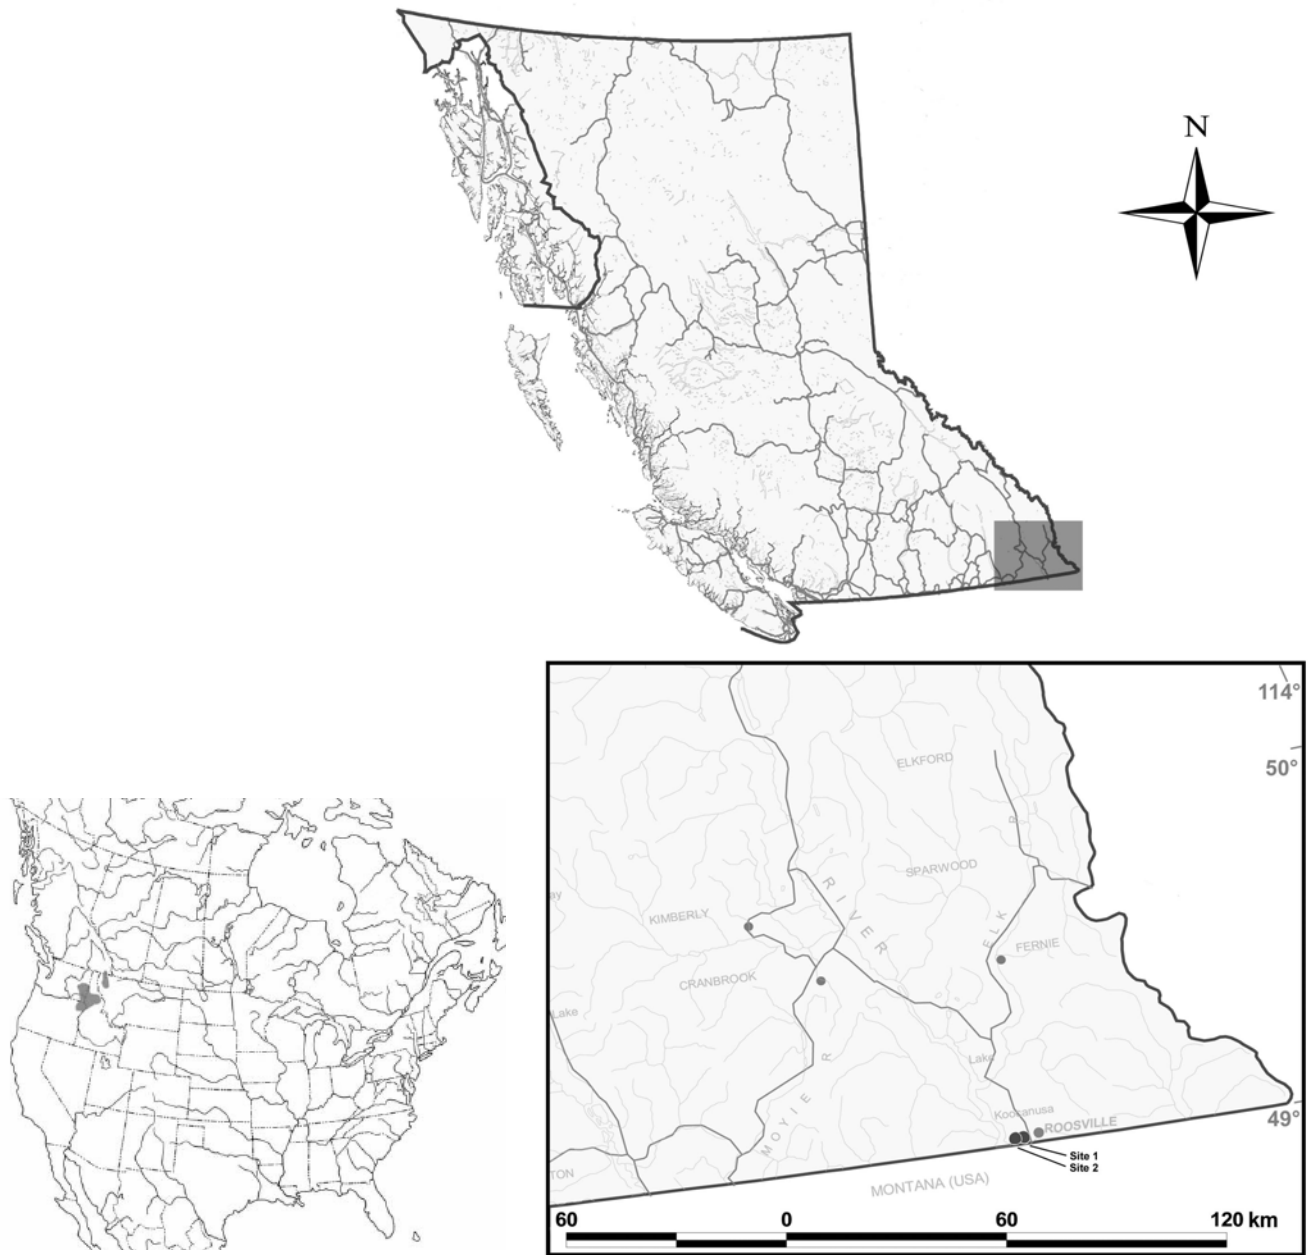 N
114°
50°
ELKFORD
R
SPARWOOD
RIVER
KIMBERLY
ELK
FERNIE
CRANBROOK
Lake
Lake
MOYIE R
Koocanusa
ROOSVILLE
49°
Site 1
Site 2
TON
MONTANA (USA)
60 0 60 120 km